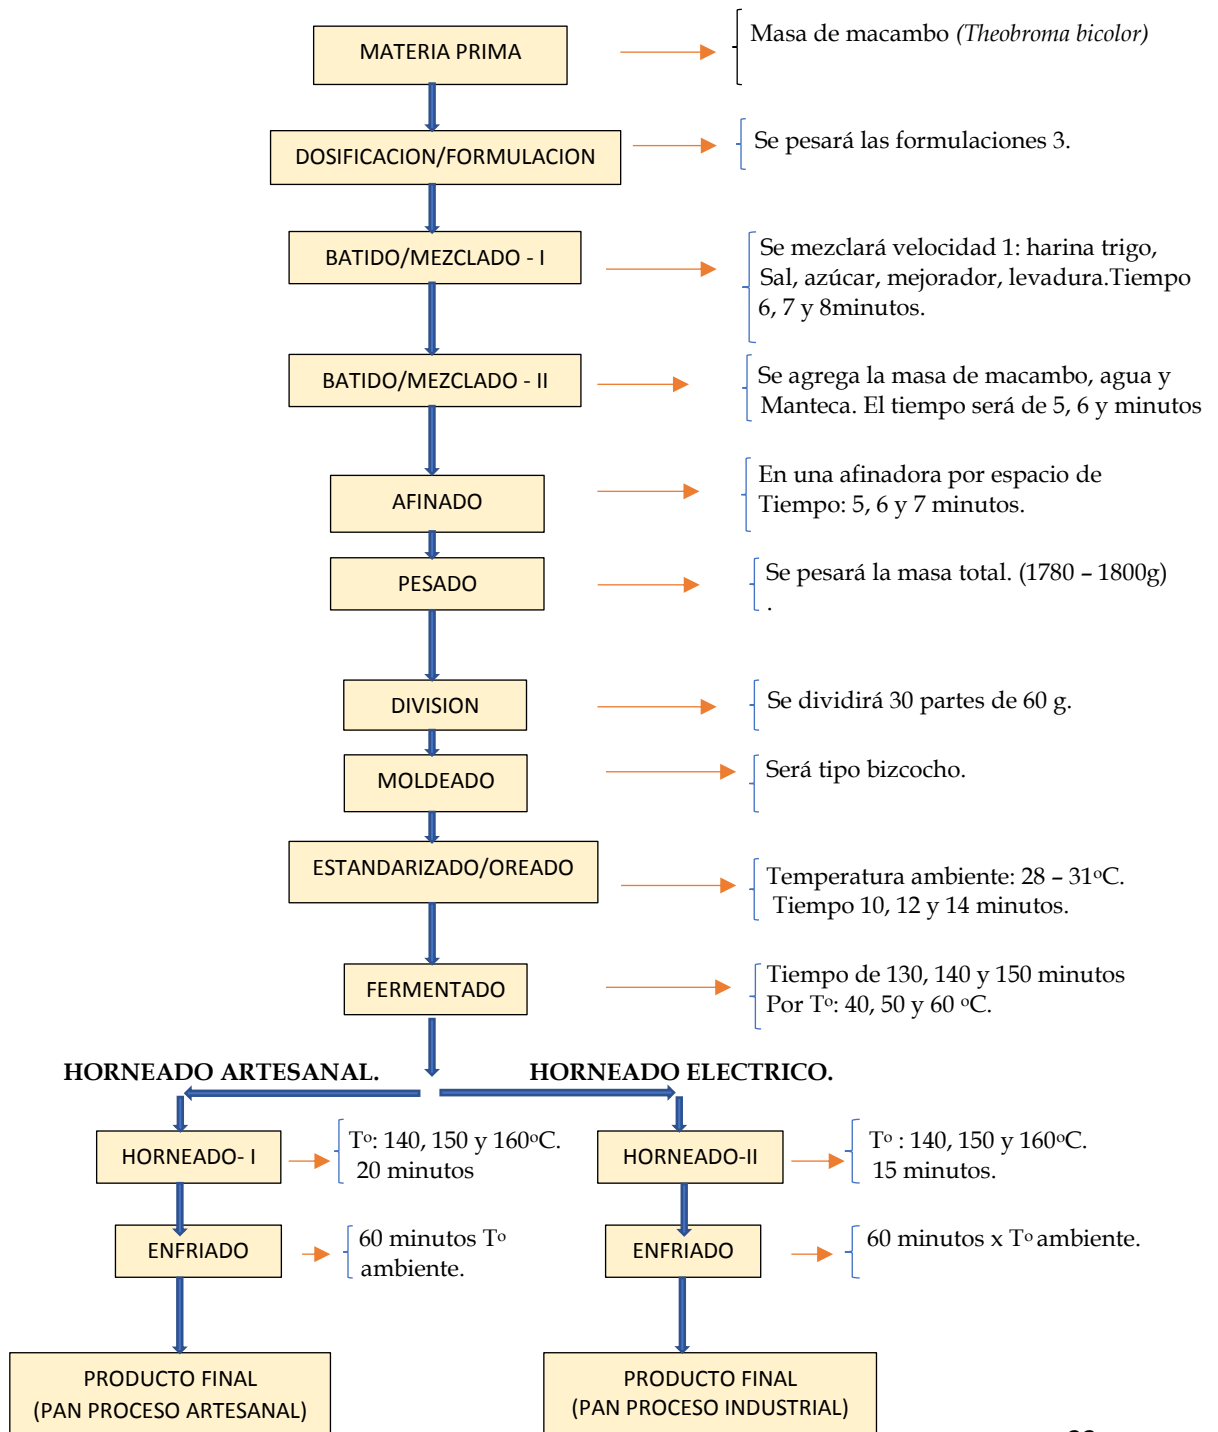 MATERIA PRIMA
Masa de macambo (Theobroma bicolor)
DOSIFICACION/FORMULACION
Se pesará las formulaciones 3.
BATIDO/MEZCLADO - I
Se mezclará velocidad 1: harina trigo,
Sal, azúcar, mejorador, levadura.Tiempo
6, 7 y 8minutos.
BATIDO/MEZCLADO - II
Se agrega la masa de macambo, agua y
Manteca. El tiempo será de 5, 6 y minutos
AFINADO
En una afinadora por espacio de
Tiempo: 5, 6 y 7 minutos.
PESADO
Se pesará la masa total. (1780 – 1800g)
.
DIVISION
Se dividirá 30 partes de 60 g.
MOLDEADO
Será tipo bizcocho.
ESTANDARIZADO/OREADO
Temperatura ambiente: 28 – 31ºC.
Tiempo 10, 12 y 14 minutos.
FERMENTADO
Tiempo de 130, 140 y 150 minutos
Por Tº: 40, 50 y 60 ºC.
HORNEADO ARTESANAL.
HORNEADO ELECTRICO.
HORNEADO- I
Tº: 140, 150 y 160ºC.
20 minutos
HORNEADO-II
Tº : 140, 150 y 160ºC.
15 minutos.
ENFRIADO
60 minutos Tº
ambiente.
ENFRIADO
60 minutos x Tº ambiente.
PRODUCTO FINAL
(PAN PROCESO ARTESANAL)
PRODUCTO FINAL
(PAN PROCESO INDUSTRIAL)